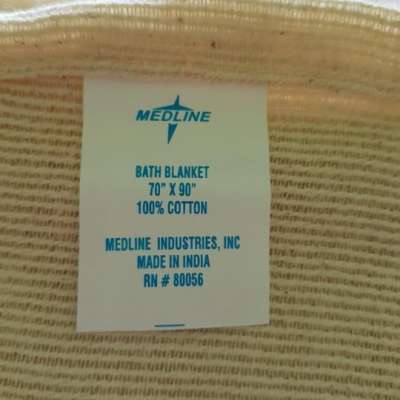 MEDLINE
BATH BLANKET
70" X 90"
100% COTTON
MEDLINE INDUSTRIES, INC
MADE IN INDIA
RN # 80056